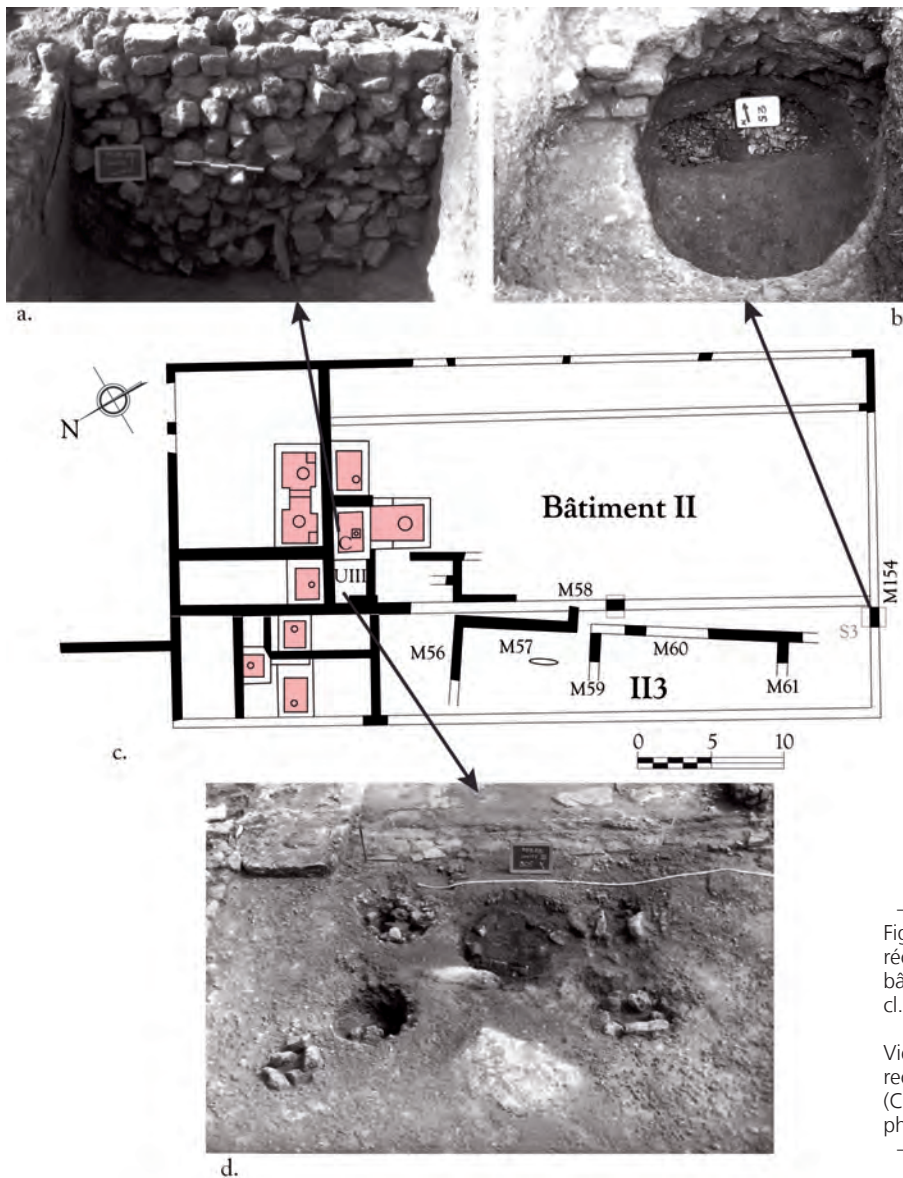 a.
b.
N
Bâtiment II
C
UIII
M58
M154
S3
M56
M57
M60
M59
II3
M61
0 5 10
c.
d.
Fig
réc
bâ
cl.
Vie
rec
(C
ph